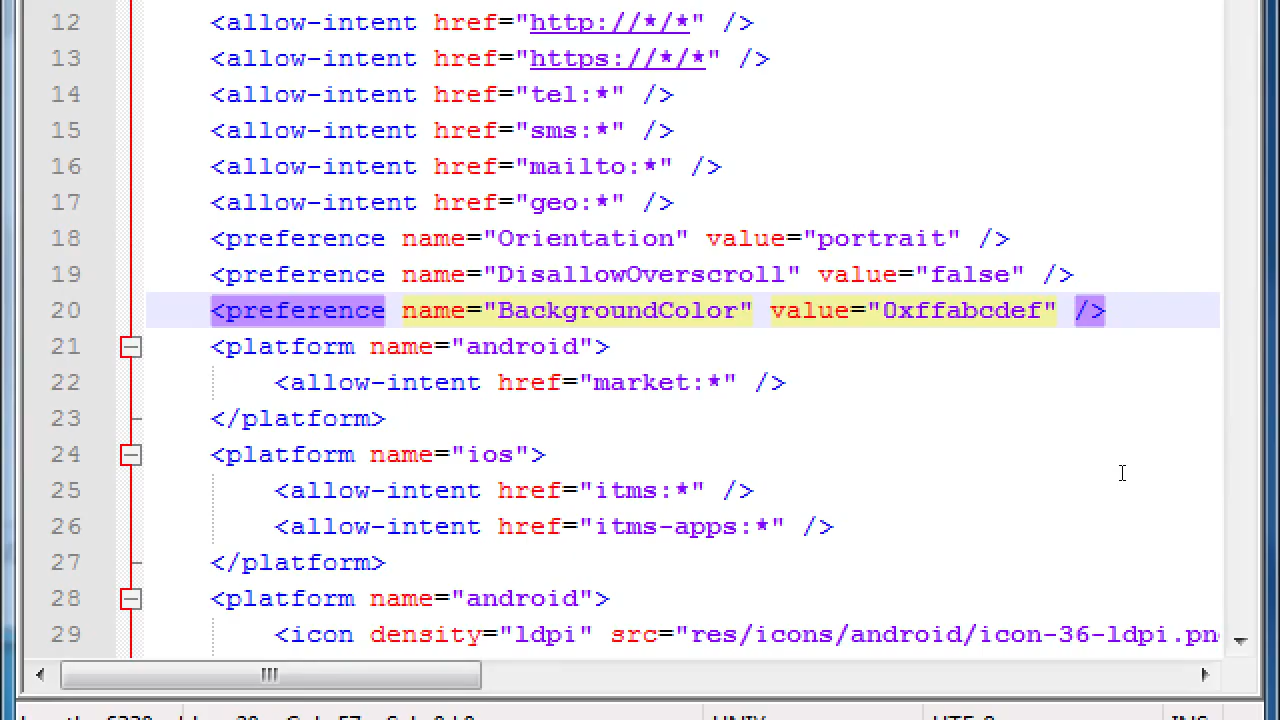 12 <allow-intent href="http://*/*" />
13 <allow-intent href="https://*/*" />
14 <allow-intent href="tel:*" />
15 <allow-intent href="sms:*" />
16 <allow-intent href="mailto:*" />
17 <allow-intent href="geo:*" />
18 <preference name="Orientation" value="portrait" />
19 <preference name="DisallowOverscroll" value="false" />
20 <preference name="BackgroundColor" value="0xffabcdef" />
21 <platform name="android">
22 <allow-intent href="market:*" />
23 </platform>
24 <platform name="ios">
25 <allow-intent href="itms:*" />
26 <allow-intent href="itms-apps:*" />
27 </platform>
28 <platform name="android">
29 <icon density="ldpi" src="res/icons/android/icon-36-ldpi.pn